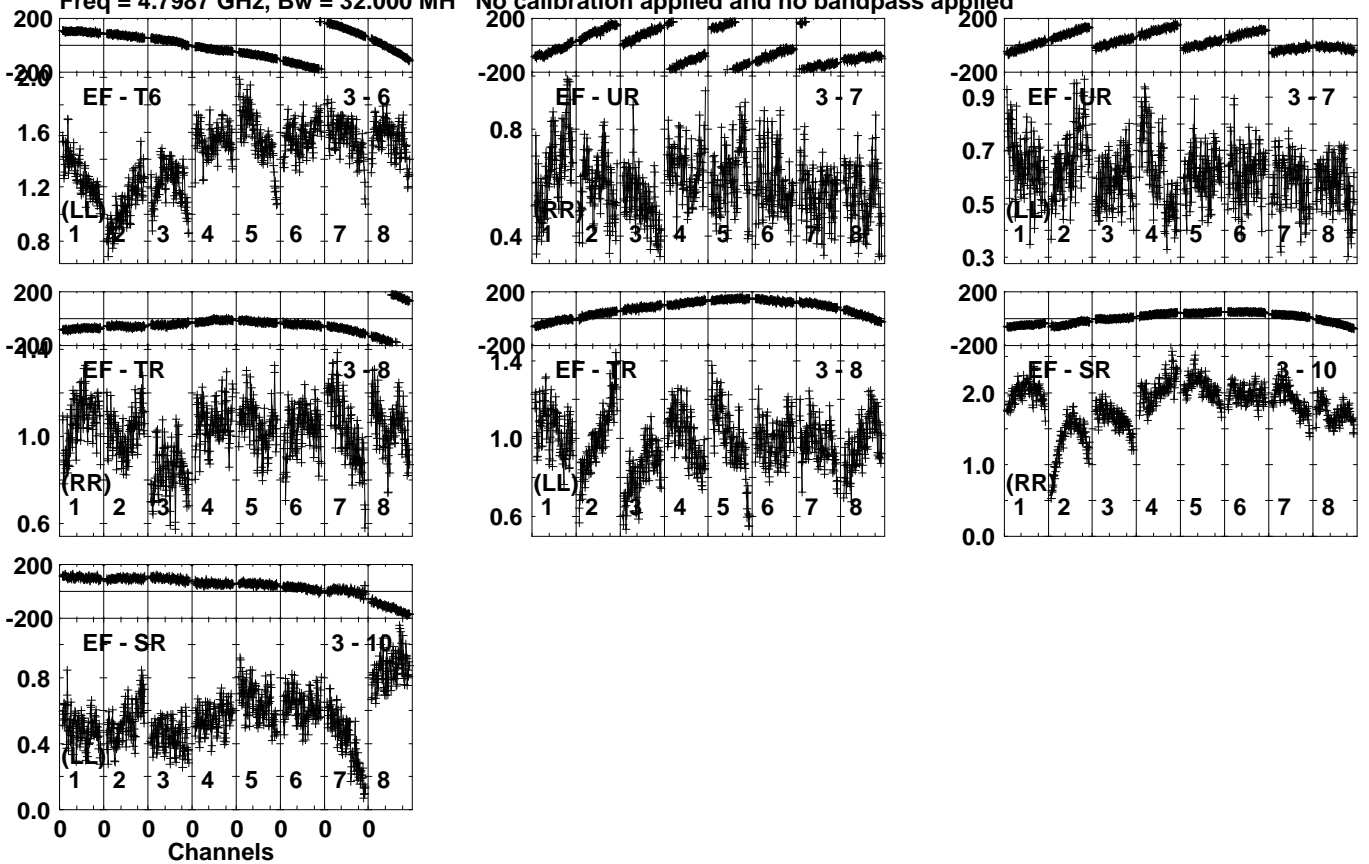 Freq = 4.7987 GHz, Bw = 32.000 MH No calibration applied and no bandpass applied
200
-200
2.0
1.6
1.2
0.8
EF - T6
3 - 6
(LL)
1 2 3 4 5 6 7 8
200
-200
0.8
0.4
EF - UR
3 - 7
(RR)
1 2 3 4 5 6 7 8
200
-200
0.9
0.7
0.5
0.3
EF - UR
3 - 7
(LL)
1 2 3 4 5 6 7 8
200
-200
1.4
1.0
0.6
EF - TR
3 - 8
(RR)
1 2 3 4 5 6 7 8
200
-200
1.4
1.0
0.6
EF - TR
3 - 8
(LL)
1 2 3 4 5 6 7 8
200
-200
2.0
1.0
0.0
EF - SR
3 - 10
(RR)
1 2 3 4 5 6 7 8
200
-200
0.8
0.4
0.0
EF - SR
3 - 10
(LL)
1 2 3 4 5 6 7 8
0 0 0 0 0 0 0 0
Channels